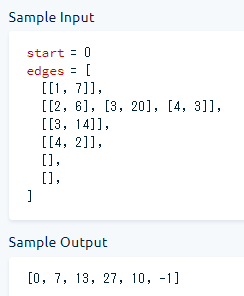 Sample Input
start = 0
edges = [
[[1, 7]],
[[2, 6], [3, 20], [4, 3]],
[[3, 14]],
[[4, 2]],
[],
[],
]
Sample Output
[0, 7, 13, 27, 10, -1]